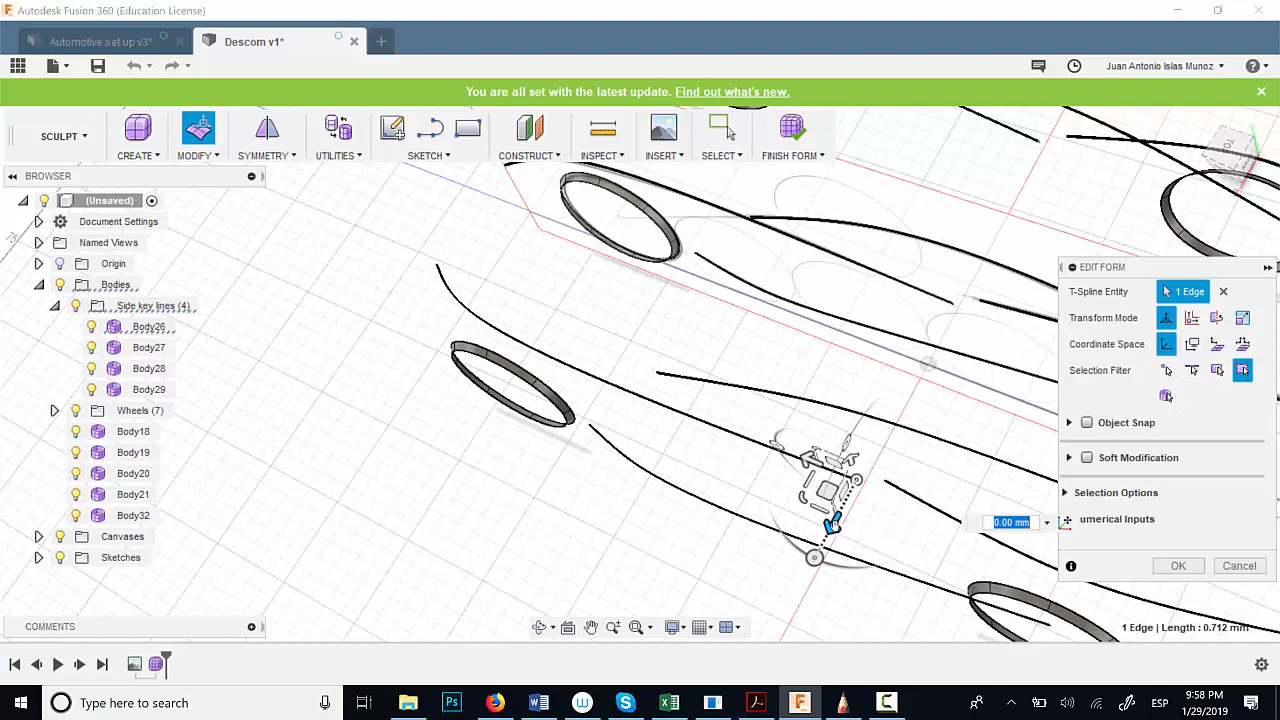 Autodesk Fusion 360 (Education License)
Automotive set up v3*
Descom v1*
Juan Antonio Islas Munoz
You are all set with the latest update. Find out what's new.
SCULPT
CREATE
MODIFY
SYMMETRY
UTILITIES
SKETCH
CONSTRUCT
INSPECT
INSERT
SELECT
FINISH FORM
BROWSER
(Unsaved)
Document Settings
Named Views
Origin
Bodies
Side key lines (4)
Body26
Body27
Body28
Body29
Wheels (7)
Body18
Body19
Body20
Body21
Body32
Canvases
Sketches
75
0.00 mm
EDIT FORM
T-Spline Entity
1 Edge
Transform Mode
Coordinate Space
Selection Filter
Object Snap
Soft Modification
Selection Options
umerical Inputs
OK
Cancel
1 Edge | Length : 0.712 mm
COMMENTS
Type here to search
ESP
9:58 PM
1/29/2019